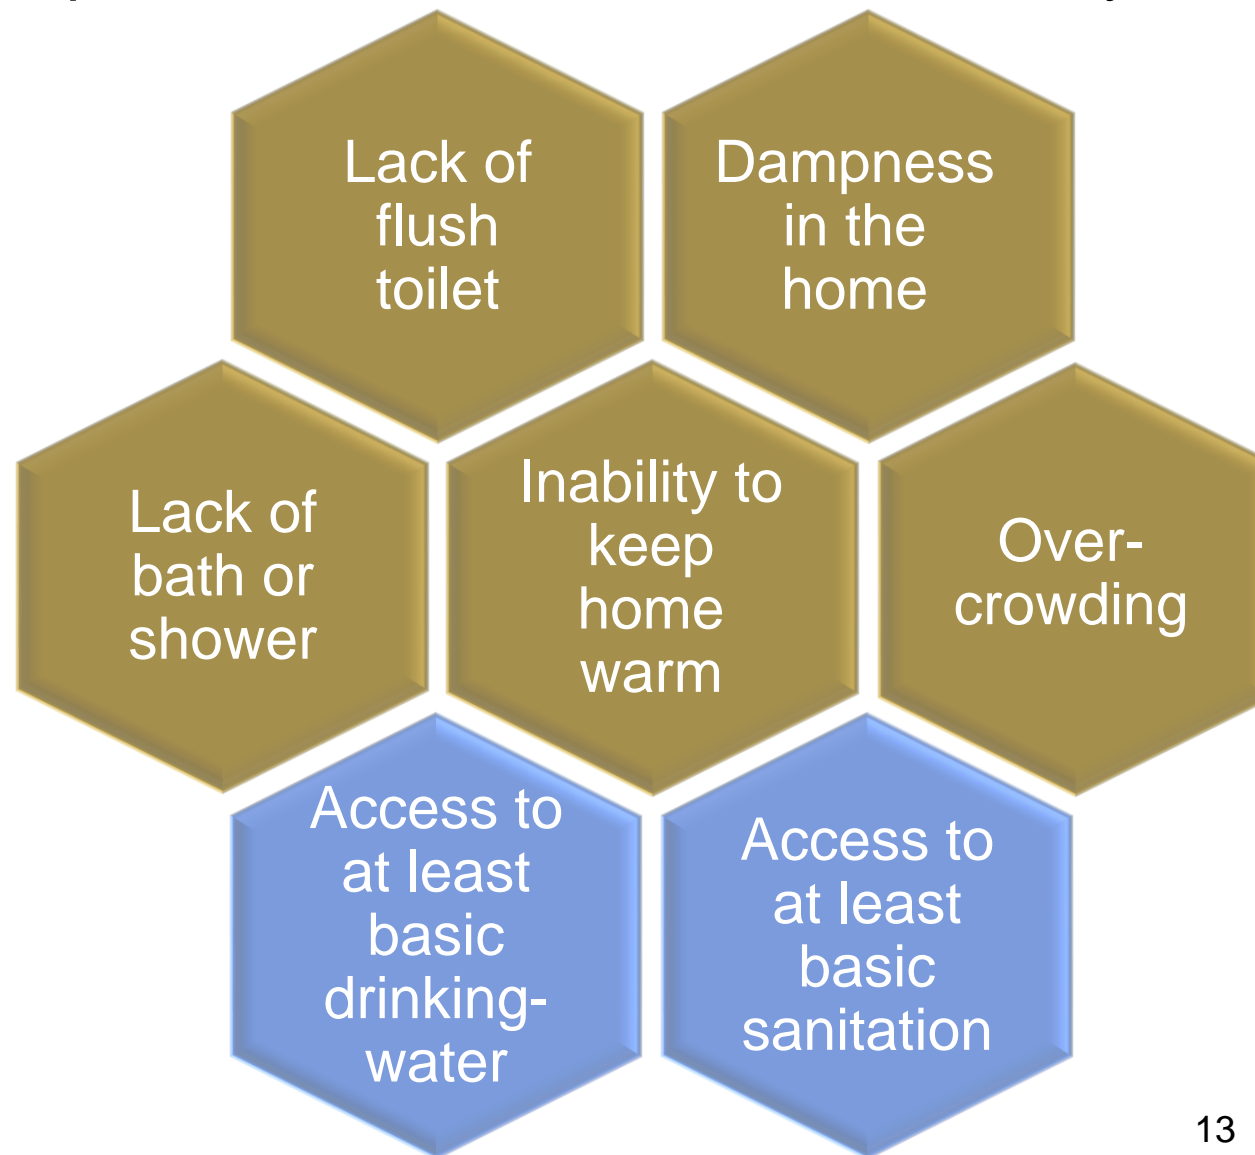 Lack of
flush
toilet
Dampness
in the
home
Lack of
bath or
shower
Inability to
keep
home
warm
Over-
crowding
Access to
at least
basic
drinking-
water
Access to
at least
basic
sanitation
13